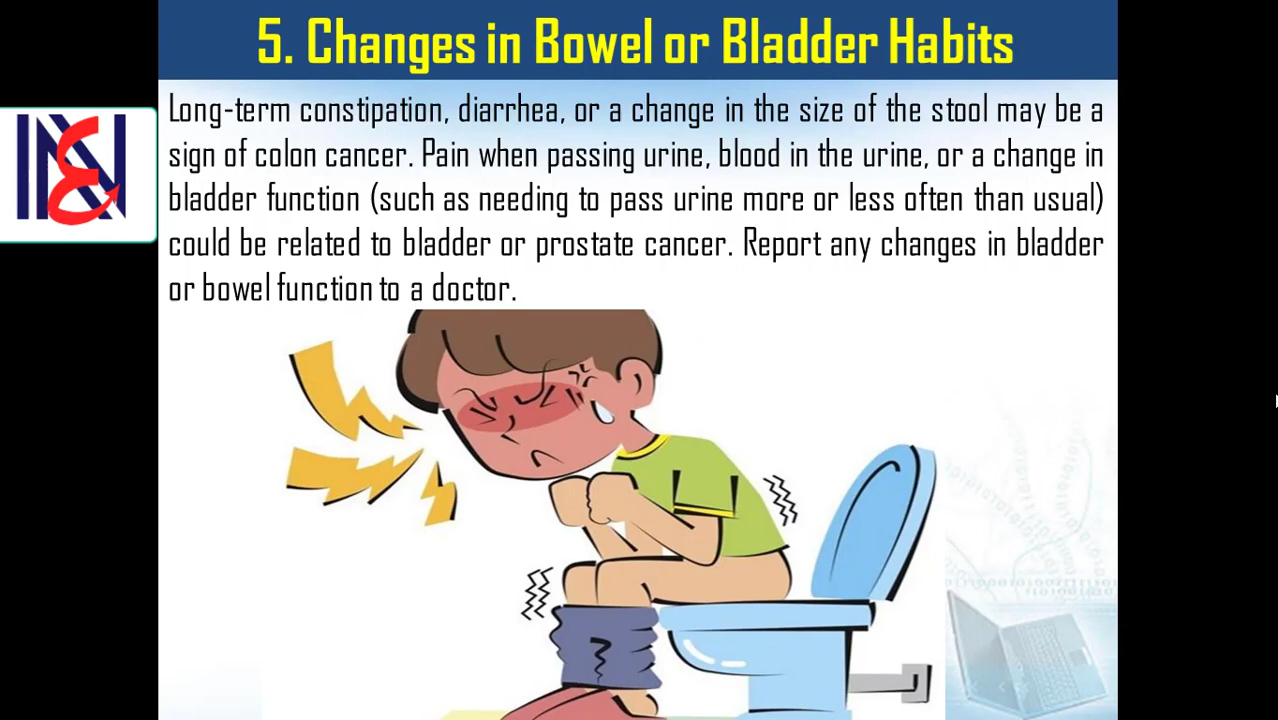 5. Changes in Bowel or Bladder Habits
Long-term constipation, diarrhea, or a change in the size of the stool may be a
sign of colon cancer. Pain when passing urine, blood in the urine, or a change in
bladder function (such as needing to pass urine more or less often than usual)
could be related to bladder or prostate cancer. Report any changes in bladder
or bowel function to a doctor.